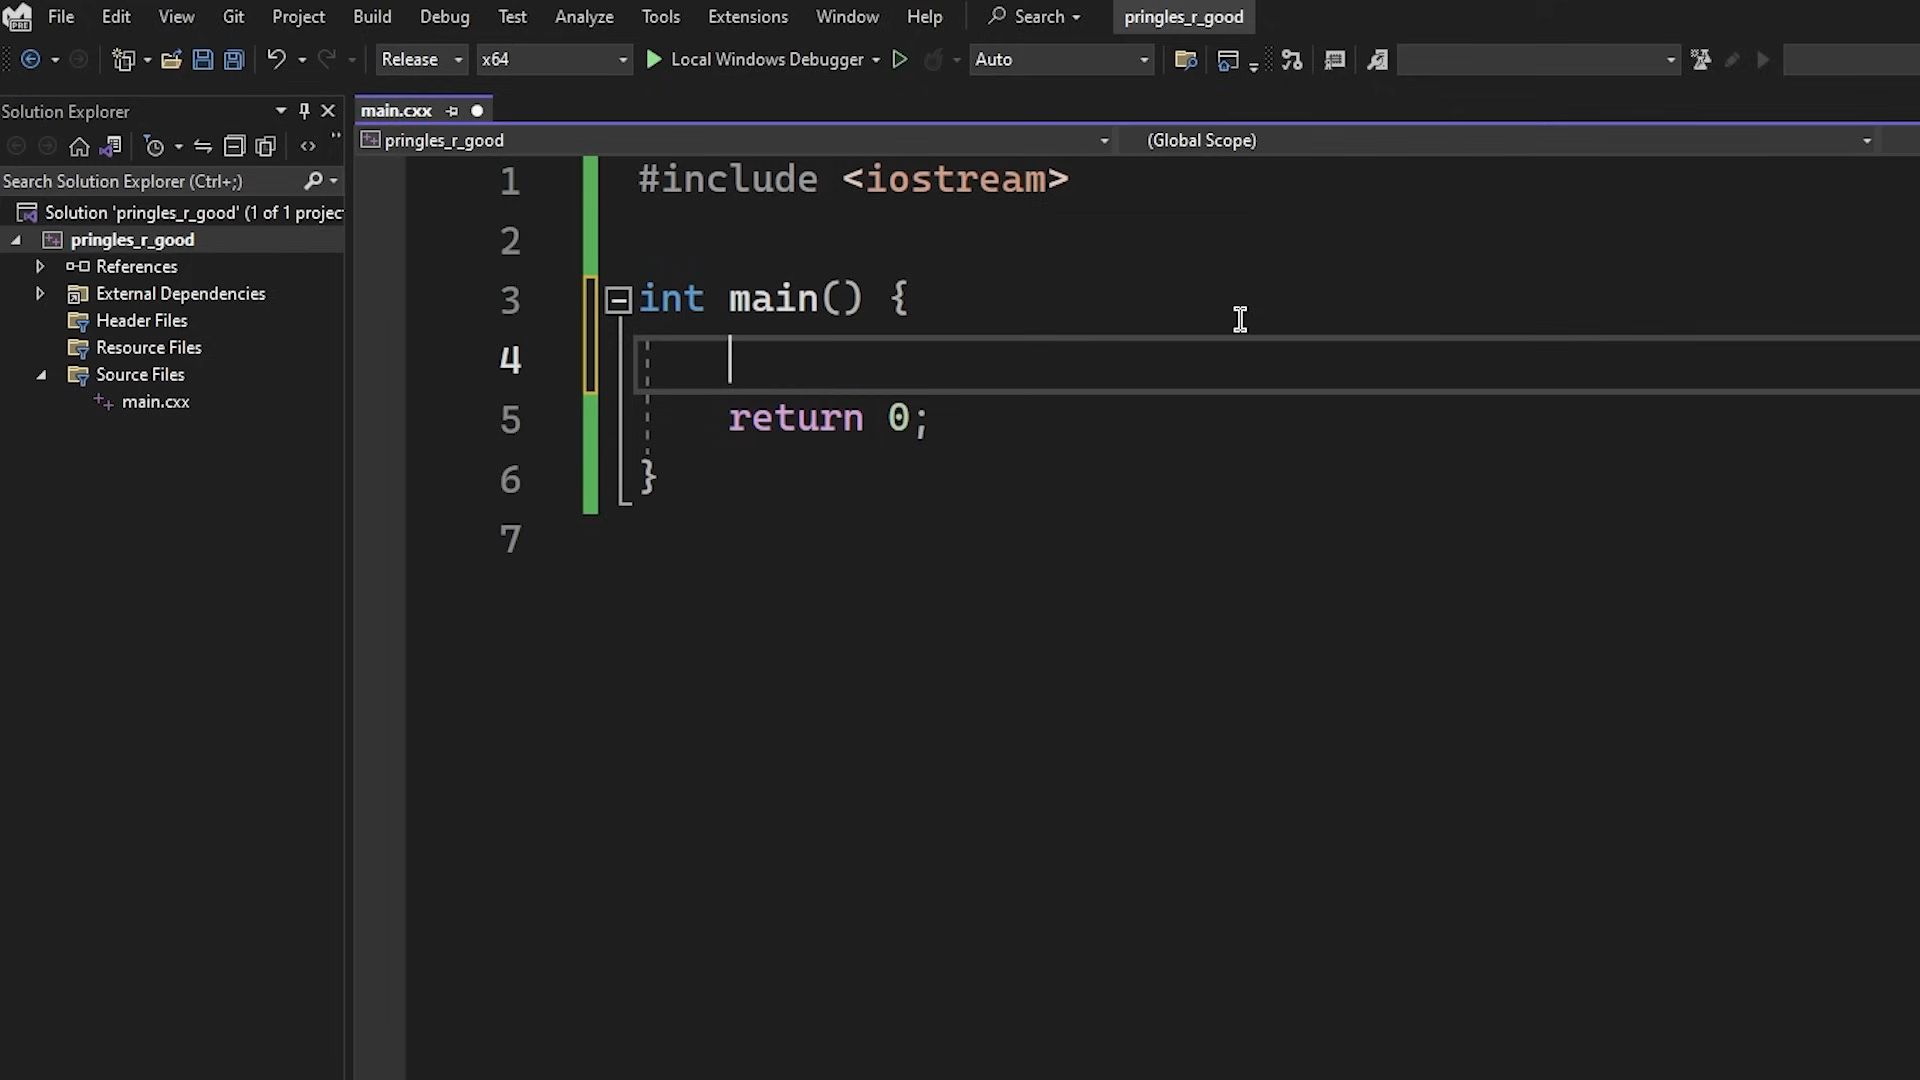 File Edit View Git Project Build Debug Test Analyze Tools Extensions Window Help Search pringles_r_good
Release x64 Local Windows Debugger Auto
Solution Explorer
main.cxx
pringles_r_good (Global Scope)
Search Solution Explorer (Ctrl+;)
Solution 'pringles_r_good' (1 of 1 project
pringles_r_good
References
External Dependencies
Header Files
Resource Files
Source Files
main.cxx
1 #include <iostream>
2
3 int main() {
4
5 return 0;
6 }
7
PRE